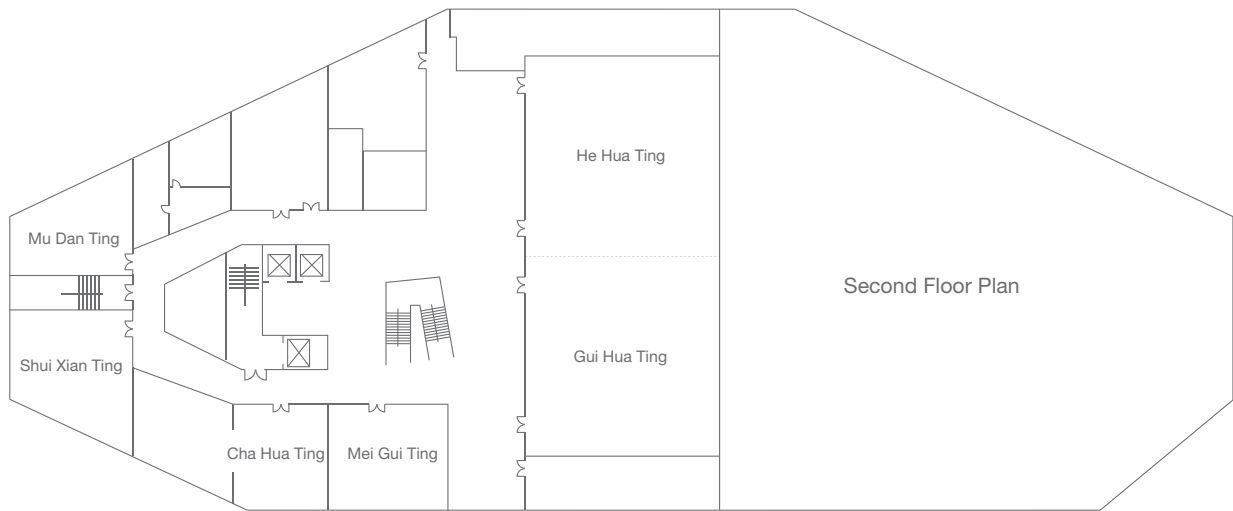 He Hua Ting
Mu Dan Ting
Second Floor Plan
Shui Xian Ting
Gui Hua Ting
Cha Hua Ting
Mei Gui Ting